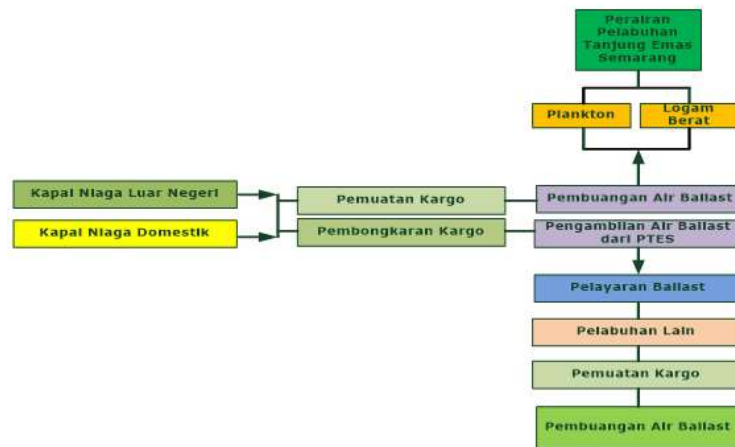 Perairan
Pelabuhan
Tanjung Emas
Semarang
Plankton
Logam
Berat
Kapal Niaga Luar Negeri
Pemuatan Kargo
Pembuangan Air Ballast
Kapal Niaga Domestik
Pembongkaran Kargo
Pengambilan Air Ballast
dari PTES
Pelayaran Ballast
Pelabuhan Lain
Pemuatan Kargo
Pembuangan Air Ballast